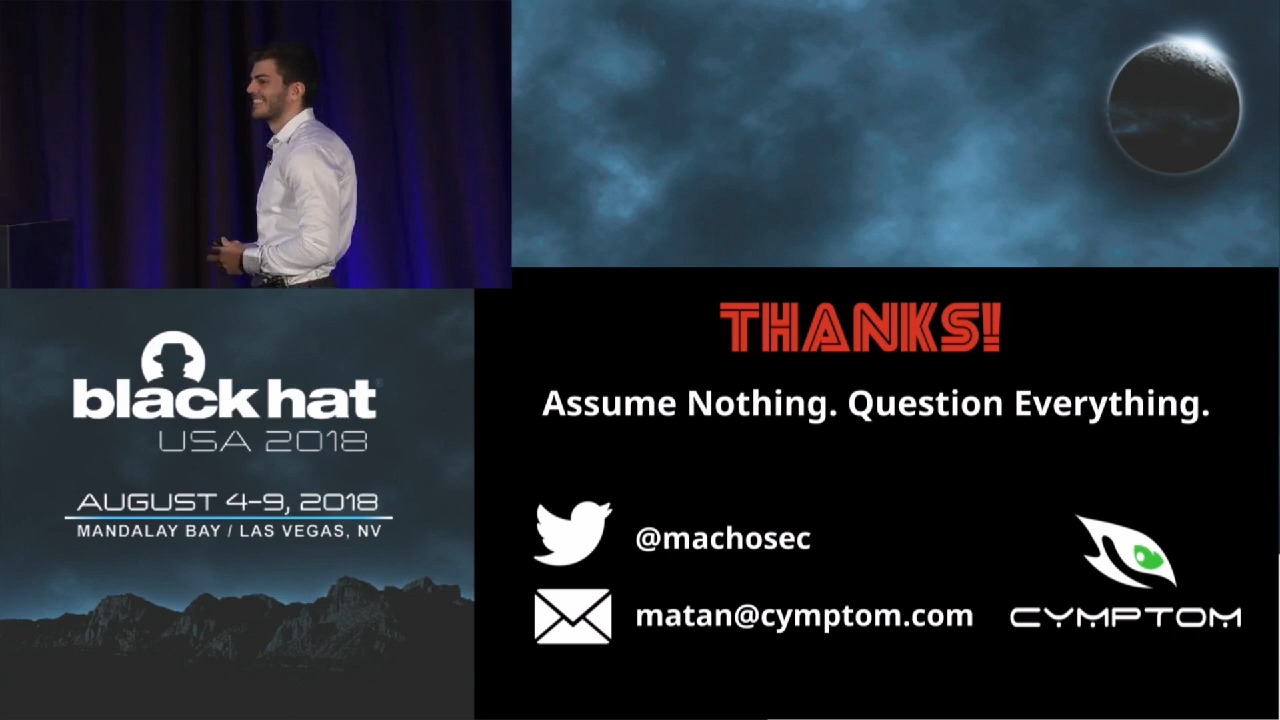 black hat
USA 2018
AUGUST 4-9, 2018
MANDALAY BAY / LAS VEGAS, NV
THANKS!
Assume Nothing. Question Everything.
@machosec
matan@cymptom.com
CYMPTOM